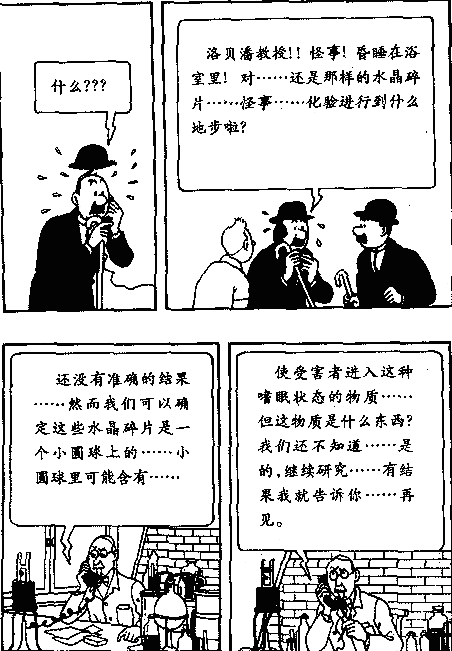 什么???
洛贝潘教授!! 怪事! 昏睡在浴
室里! 对……还是那样的水晶碎
片……怪事……化验进行到什么
地步啦?
还没有准确的结果
……然而我们可以确
定这些水晶碎片是一
个小圆球上的……小
圆球里可能含有……
使受害者进入这种
嗜眠状态的物质……
但这物质是什么东西?
我们还不知道……是
的,继续研究……有结
果我就告诉你……再
见。